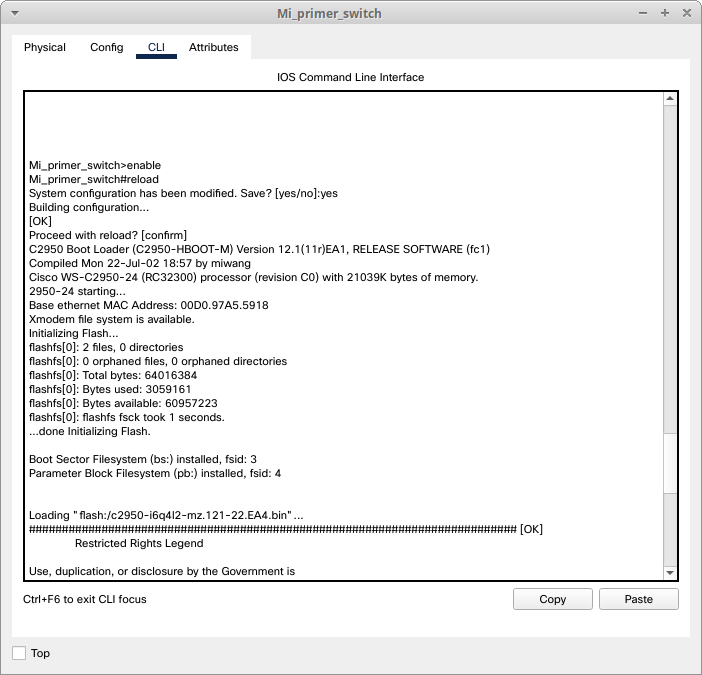 Mi_primer_switch
Physical Config CLI Attributes
IOS Command Line Interface
Mi_primer_switch>enable
Mi_primer_switch#reload
System configuration has been modified. Save? [yes/no]:yes
Building configuration...
[OK]
Proceed with reload? [confirm]
C2950 Boot Loader (C2950-HBOOT-M) Version 12.1(11r)EA1, RELEASE SOFTWARE (fc1)
Compiled Mon 22-Jul-02 18:57 by miwang
Cisco WS-C2950-24 (RC32300) processor (revision C0) with 21039K bytes of memory.
2950-24 starting...
Base ethernet MAC Address: 00D0.97A5.5918
Xmodem file system is available.
Initializing Flash...
flashfs[0]: 2 files, 0 directories
flashfs[0]: 0 orphaned files, 0 orphaned directories
flashfs[0]: Total bytes: 64016384
flashfs[0]: Bytes used: 3059161
flashfs[0]: Bytes available: 60957223
flashfs[0]: flashfs fsck took 1 seconds.
...done Initializing Flash.
Boot Sector Filesystem (bs:) installed, fsid: 3
Parameter Block Filesystem (pb:) installed, fsid: 4
Loading "flash:/c2950-i6q4l2-mz.121-22.EA4.bin"...
########################################################################## [OK]
Restricted Rights Legend
Use, duplication, or disclosure by the Government is
Ctrl+F6 to exit CLI focus
Copy Paste
Top